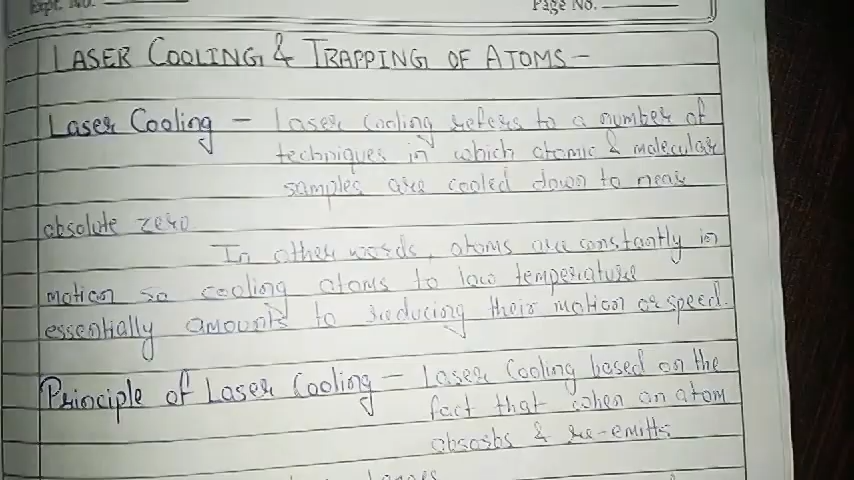 Expt. No.
Page No.
LASER COOLING & TRAPPING OF ATOMS -
Laser Cooling - Laser Cooling refers to a number of
techniques in which atomic & molecular
samples are cooled down to near
absolute zero
In other words, atoms are constantly in
motion so cooling atoms to low temperature
essentially amounts to reducing their motion or speed.
Principle of Laser Cooling - Laser Cooling based on the
fact that when an atom
absorbs & re-emitts